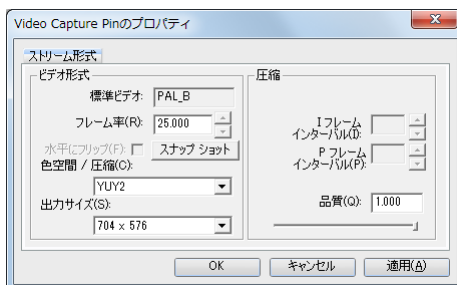 Video Capture Pinのプロパティ
ストリーム形式
ビデオ形式
標準ビデオ: PAL_B
フレーム率(R): 25.000
水平にフリップ(F): スナップ ショット
色空間 / 圧縮(C):
YUY2
出力サイズ(S):
704 x 576
圧縮
I フレーム
インターバル(I):
P フレーム
インターバル(P):
品質(Q): 1.000
OK キャンセル 適用(A)